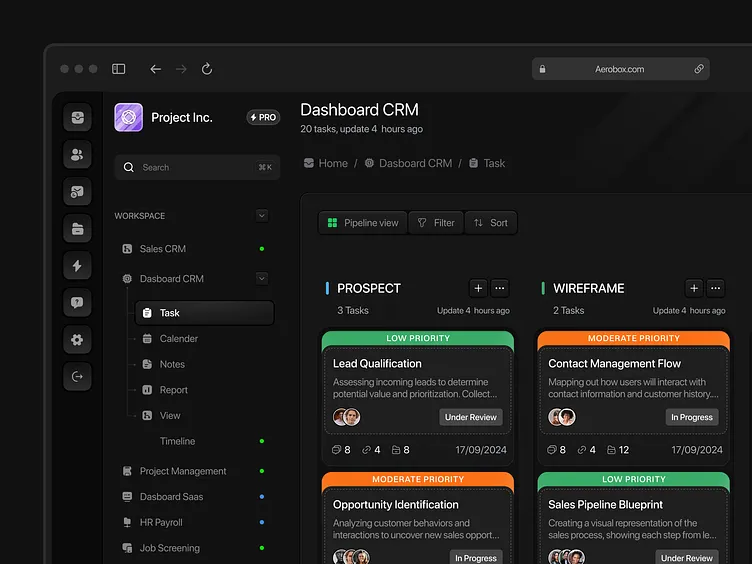 Aerobox.com
Project Inc.
PRO
Search
⌘K
WORKSPACE
Sales CRM
Dasboard CRM
Task
Calender
Notes
Report
View
Timeline
Project Management
Dasboard Saas
HR Payroll
Job Screening
Dashboard CRM
20 tasks, update 4 hours ago
Home / Dasboard CRM / Task
Pipeline view
Filter
Sort
PROSPECT
3 Tasks
Update 4 hours ago
LOW PRIORITY
Lead Qualification
Assessing incoming leads to determine
potential value and prioritization. Collect...
Under Review
8 4 8 17/09/2024
MODERATE PRIORITY
Opportunity Identification
Analyzing customer behaviors and
interactions to uncover new sales opport...
In Progress
WIREFRAME
2 Tasks
Update 4 hours ago
MODERATE PRIORITY
Contact Management Flow
Mapping out how users will interact with
contact information and customer history....
In Progress
8 4 12 17/09/2024
LOW PRIORITY
Sales Pipeline Blueprint
Creating a visual representation of the
sales process, showing each step from le...
Under Review